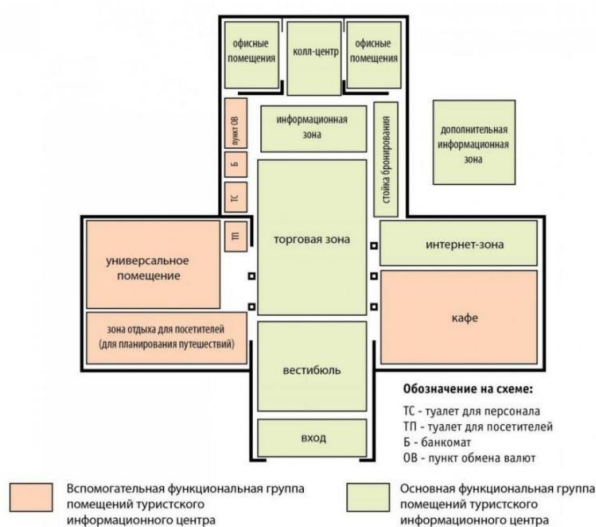 офисные
помещения
колл-центр
офисные
помещения
пункт ОВ
информационная
зона
стойка бронирования
дополнительная
информационная
зона
Б
ТС
ТП
универсальное
помещение
торговая зона
интернет-зона
кафе
зона отдыха для посетителей
(для планирования путешествий)
вестибюль
вход
Обозначение на схеме:
ТС - туалет для персонала
ТП - туалет для посетителей
Б - банкомат
ОВ - пункт обмена валют
Вспомогательная функциональная группа
помещений туристского
информационного центра
Основная функциональная группа
помещений туристского
информационного центра